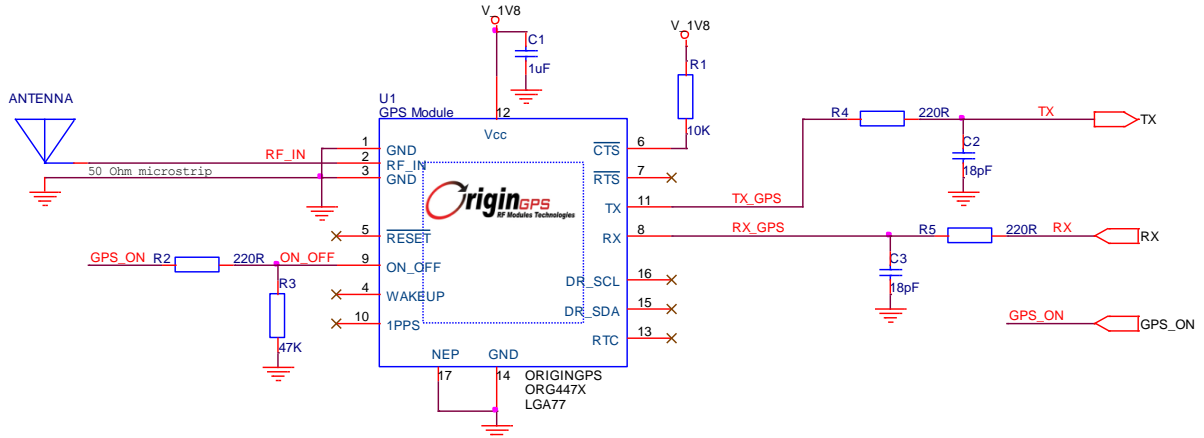 V_1V8
C1
1uF
V_1V8
R1
10K
ANTENNA
U1
GPS Module
12
Vcc
R4
220R
TX
TX
C2
18pF
1
GND
RF_IN
2
RF_IN
50 Ohm microstrip
3
GND
CTS
6
RTS
7
OriginGPS
RF Modules Technologies
TX
11
TX_GPS
RX
8
RX_GPS
R5
220R
RX
RX
C3
18pF
5
RESET
GPS_ON
R2
220R
ON_OFF
9
ON_OFF
R3
47K
4
WAKEUP
10
1PPS
DR_SCL
16
DR_SDA
15
RTC
13
GPS_ON
GPS_ON
NEP
GND
17
14
ORIGINGPS
ORG447X
LGA77